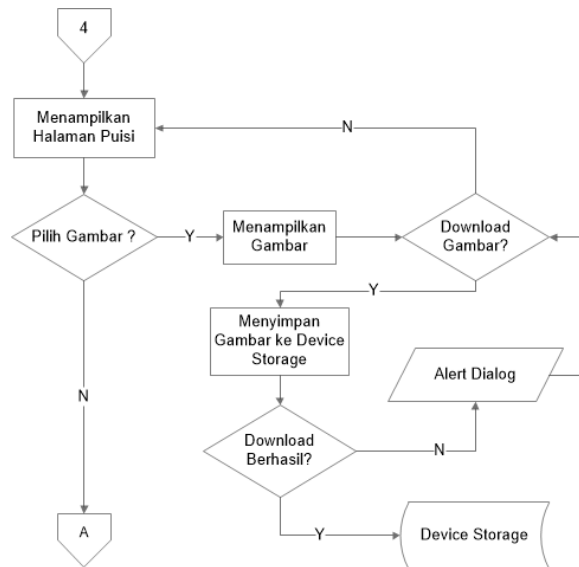 4
Menampilkan
Halaman Puisi
N
Pilih Gambar ?
Y
Menampilkan
Gambar
Download
Gambar?
Y
Menyimpan
Gambar ke Device
Storage
Alert Dialog
N
Download
Berhasil?
N
A
Y
Device Storage